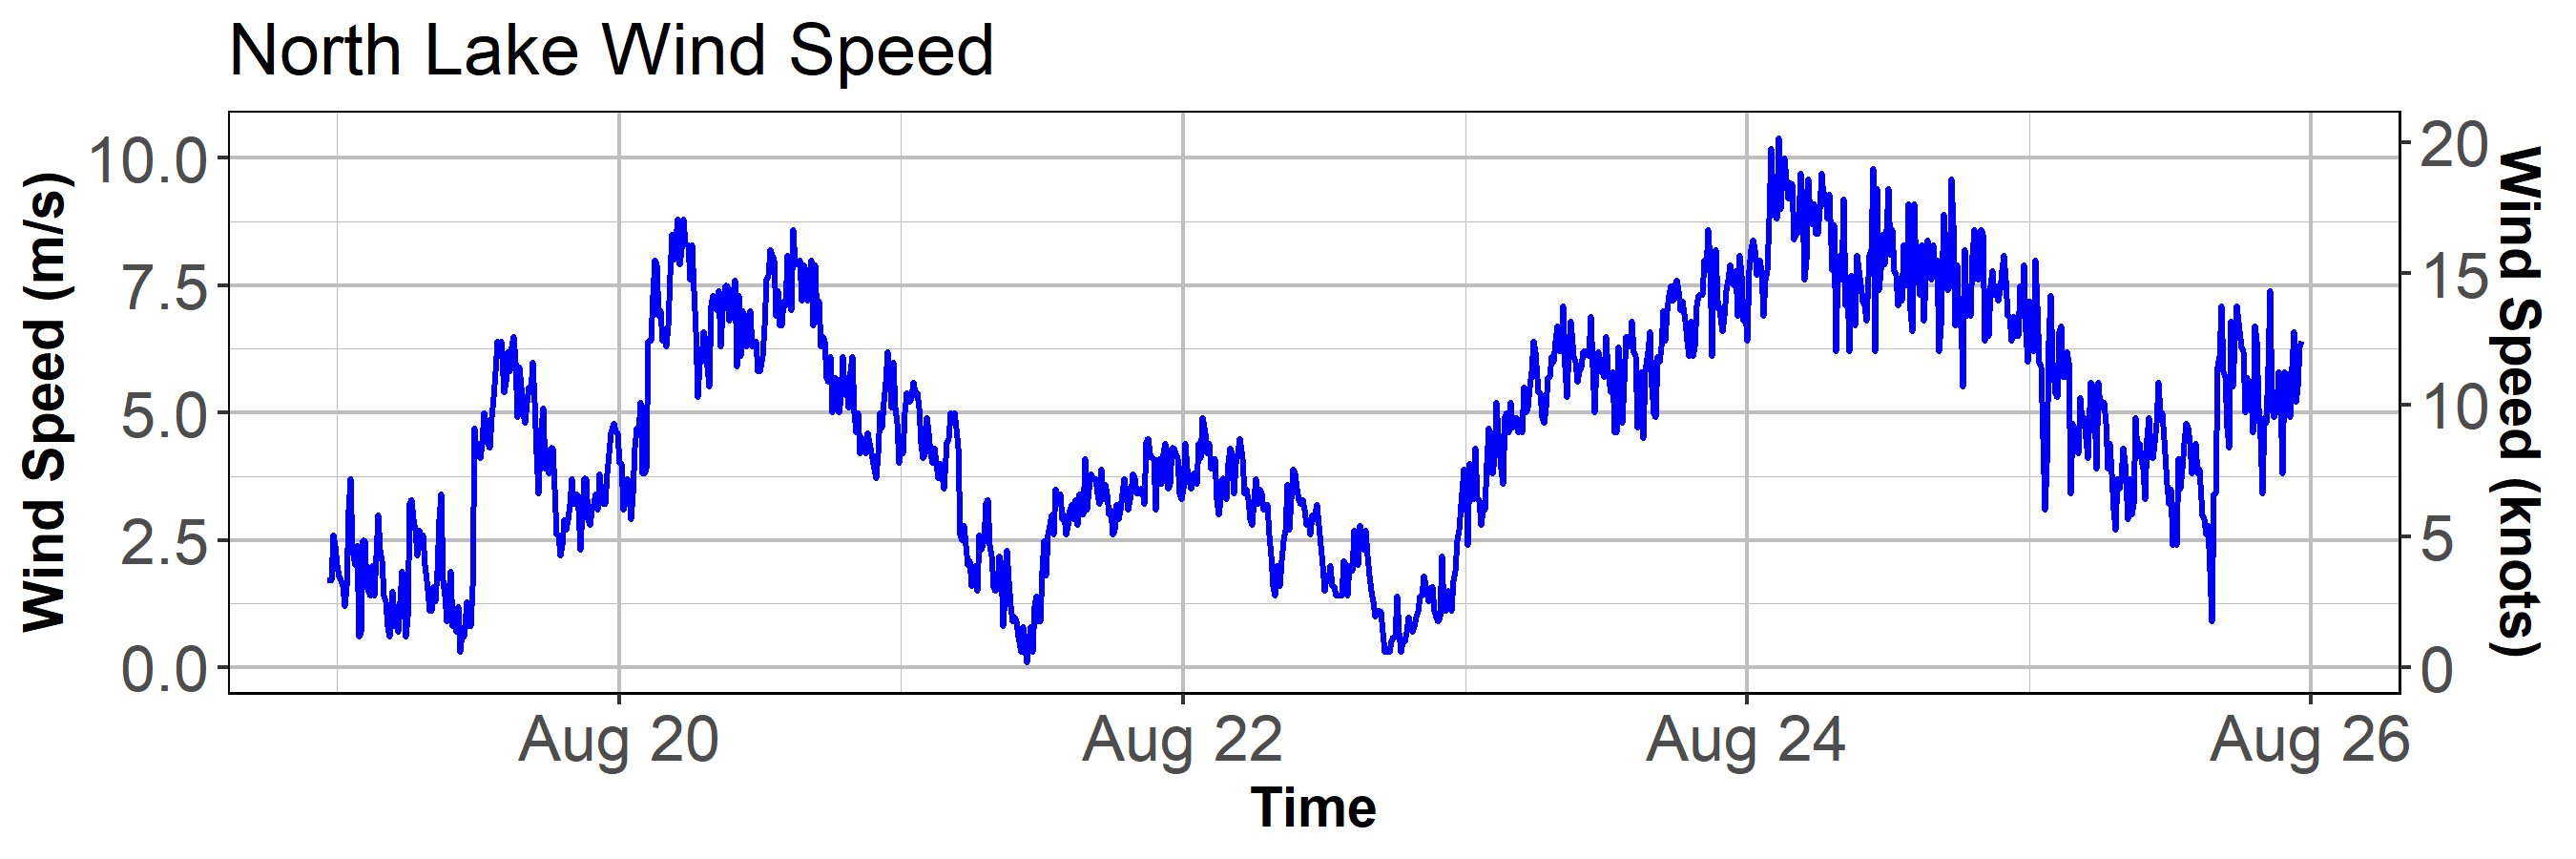 North Lake Wind Speed
Wind Speed (m/s)
10.0
7.5
5.0
2.5
0.0
20
15
10
5
0
Wind Speed (knots)
Aug 20
Aug 22
Aug 24
Aug 26
Time